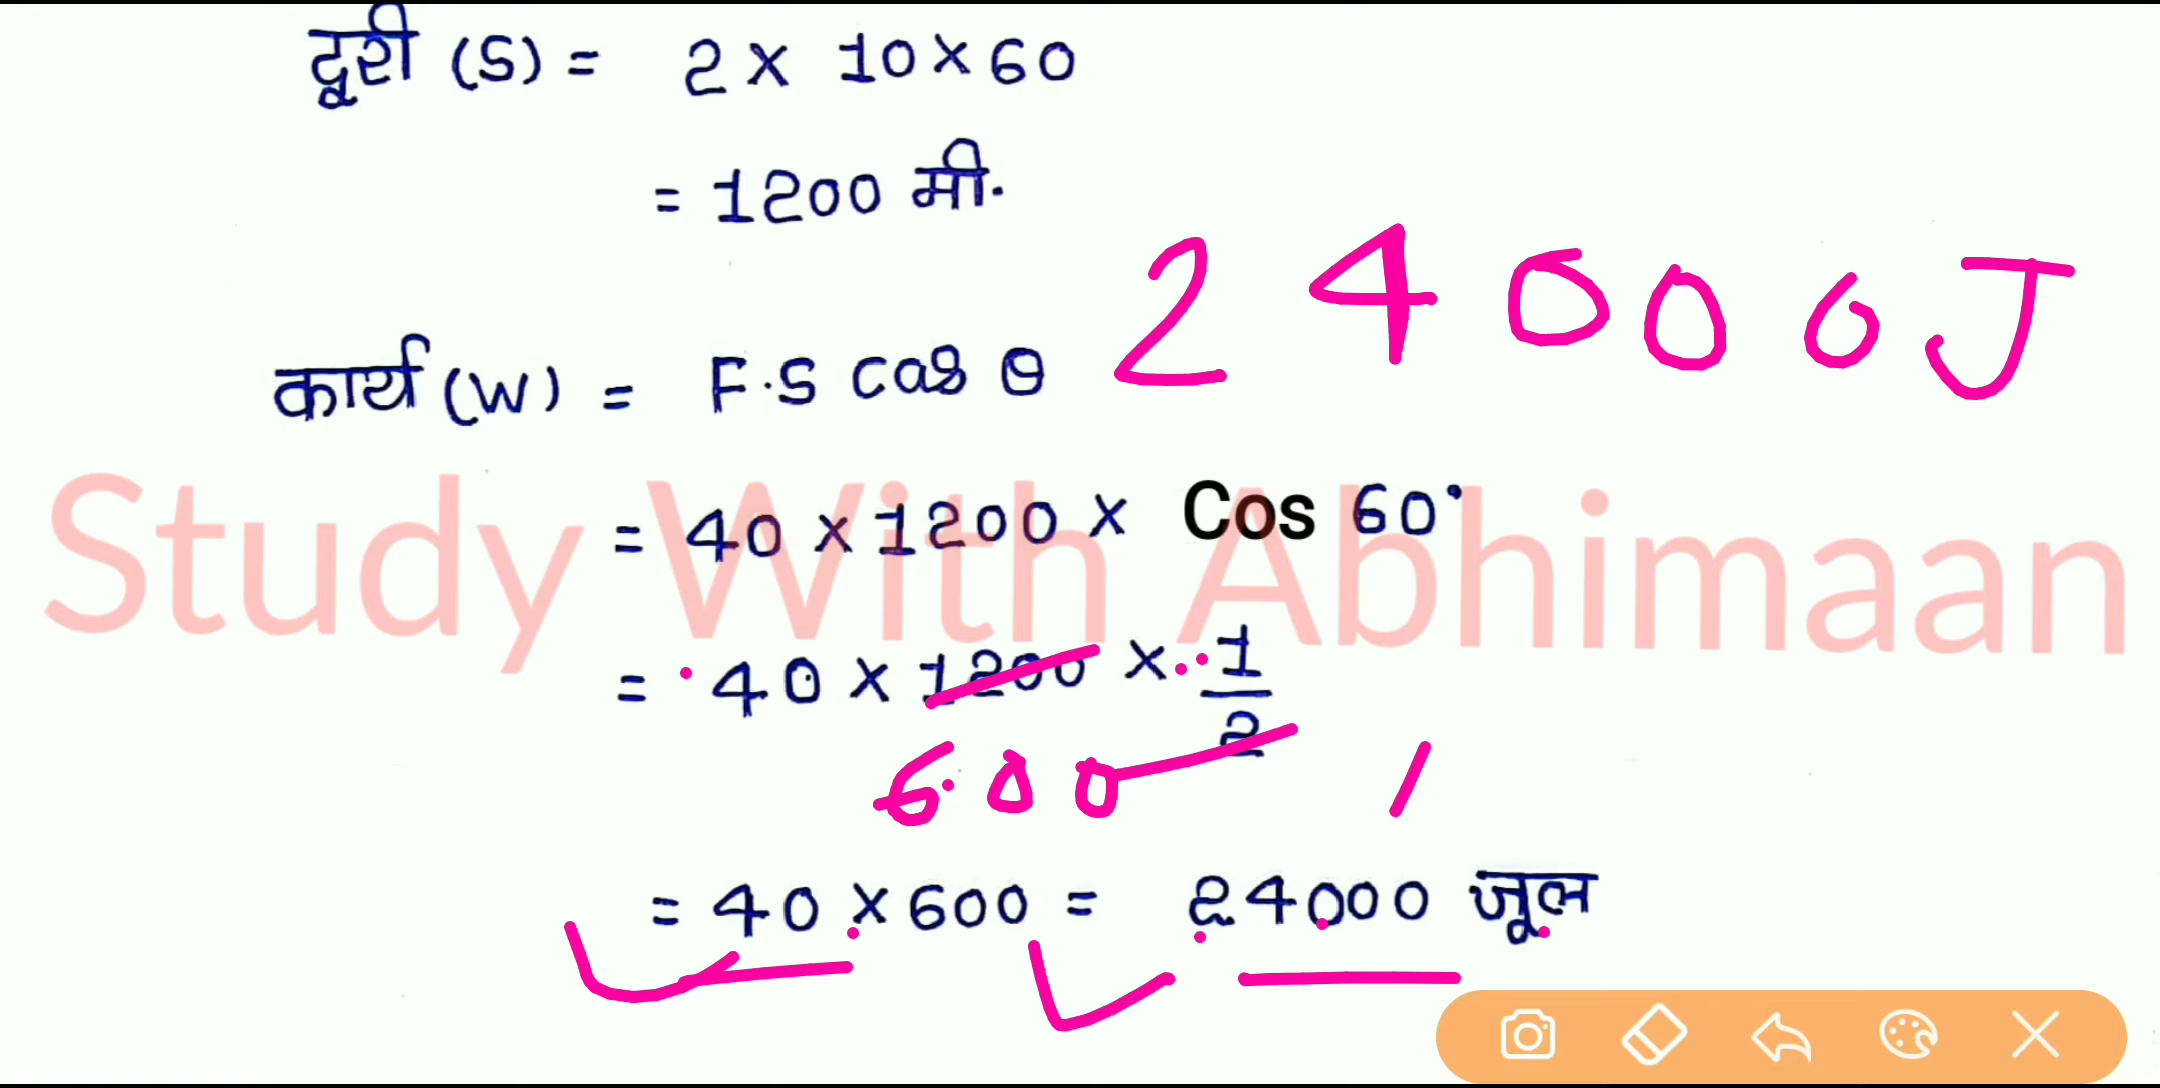 दूरी (S) = 2 × 10 × 60
= 1200 मी.
24000J
कार्य (W) = F.S cos θ
= 40 × 1200 × Cos 60°
Study With Abhimaan
= 40 × 1200 × 1/2
600 1
= 40 × 600 = 24000 जूल